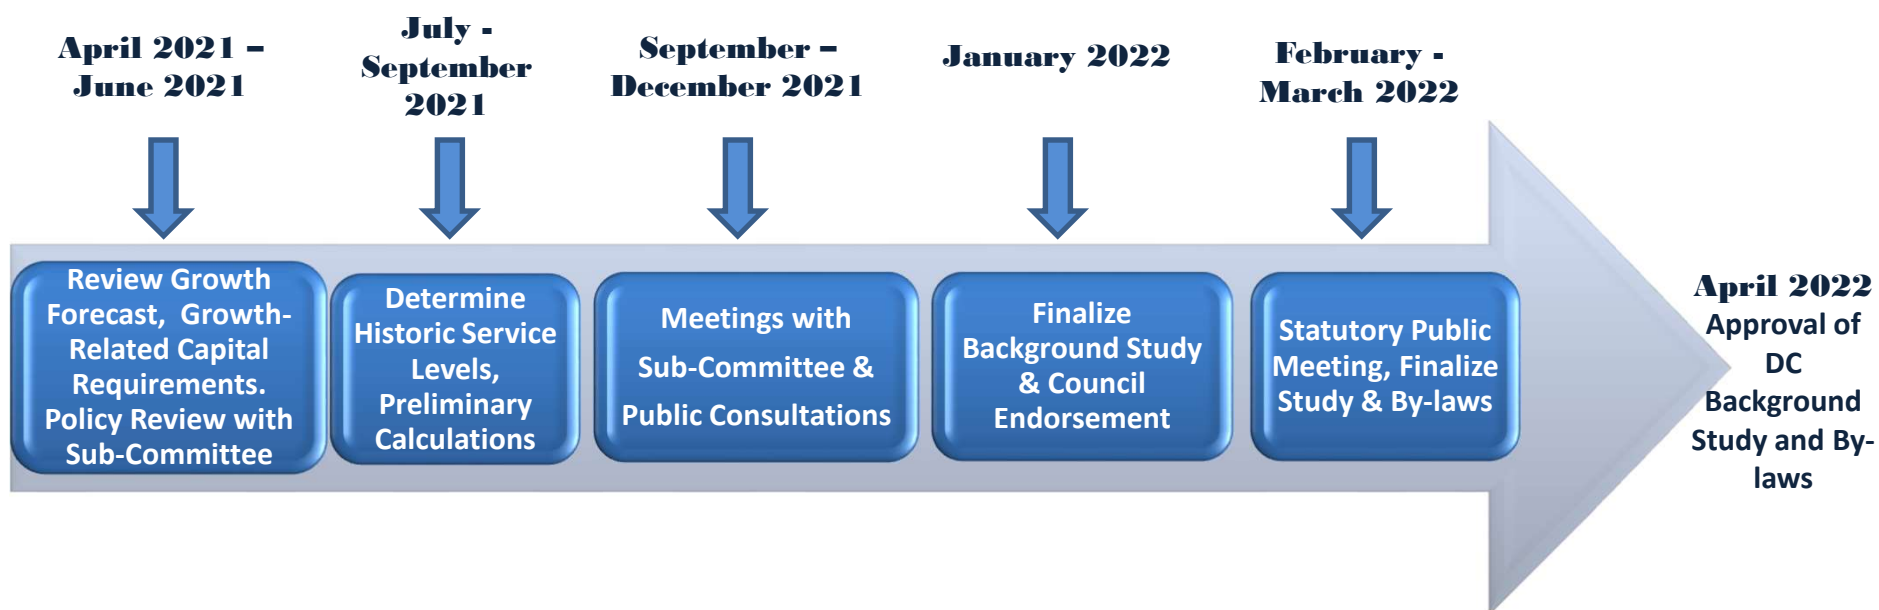 April 2021 –
June 2021
July -
September
2021
September –
December 2021
January 2022
February -
March 2022
Review Growth
Forecast, Growth-
Related Capital
Requirements.
Policy Review with
Sub-Committee
Determine
Historic Service
Levels,
Preliminary
Calculations
Meetings with
Sub-Committee &
Public Consultations
Finalize
Background Study
& Council
Endorsement
Statutory Public
Meeting, Finalize
Study & By-laws
April 2022
Approval of
DC
Background
Study and By-
laws